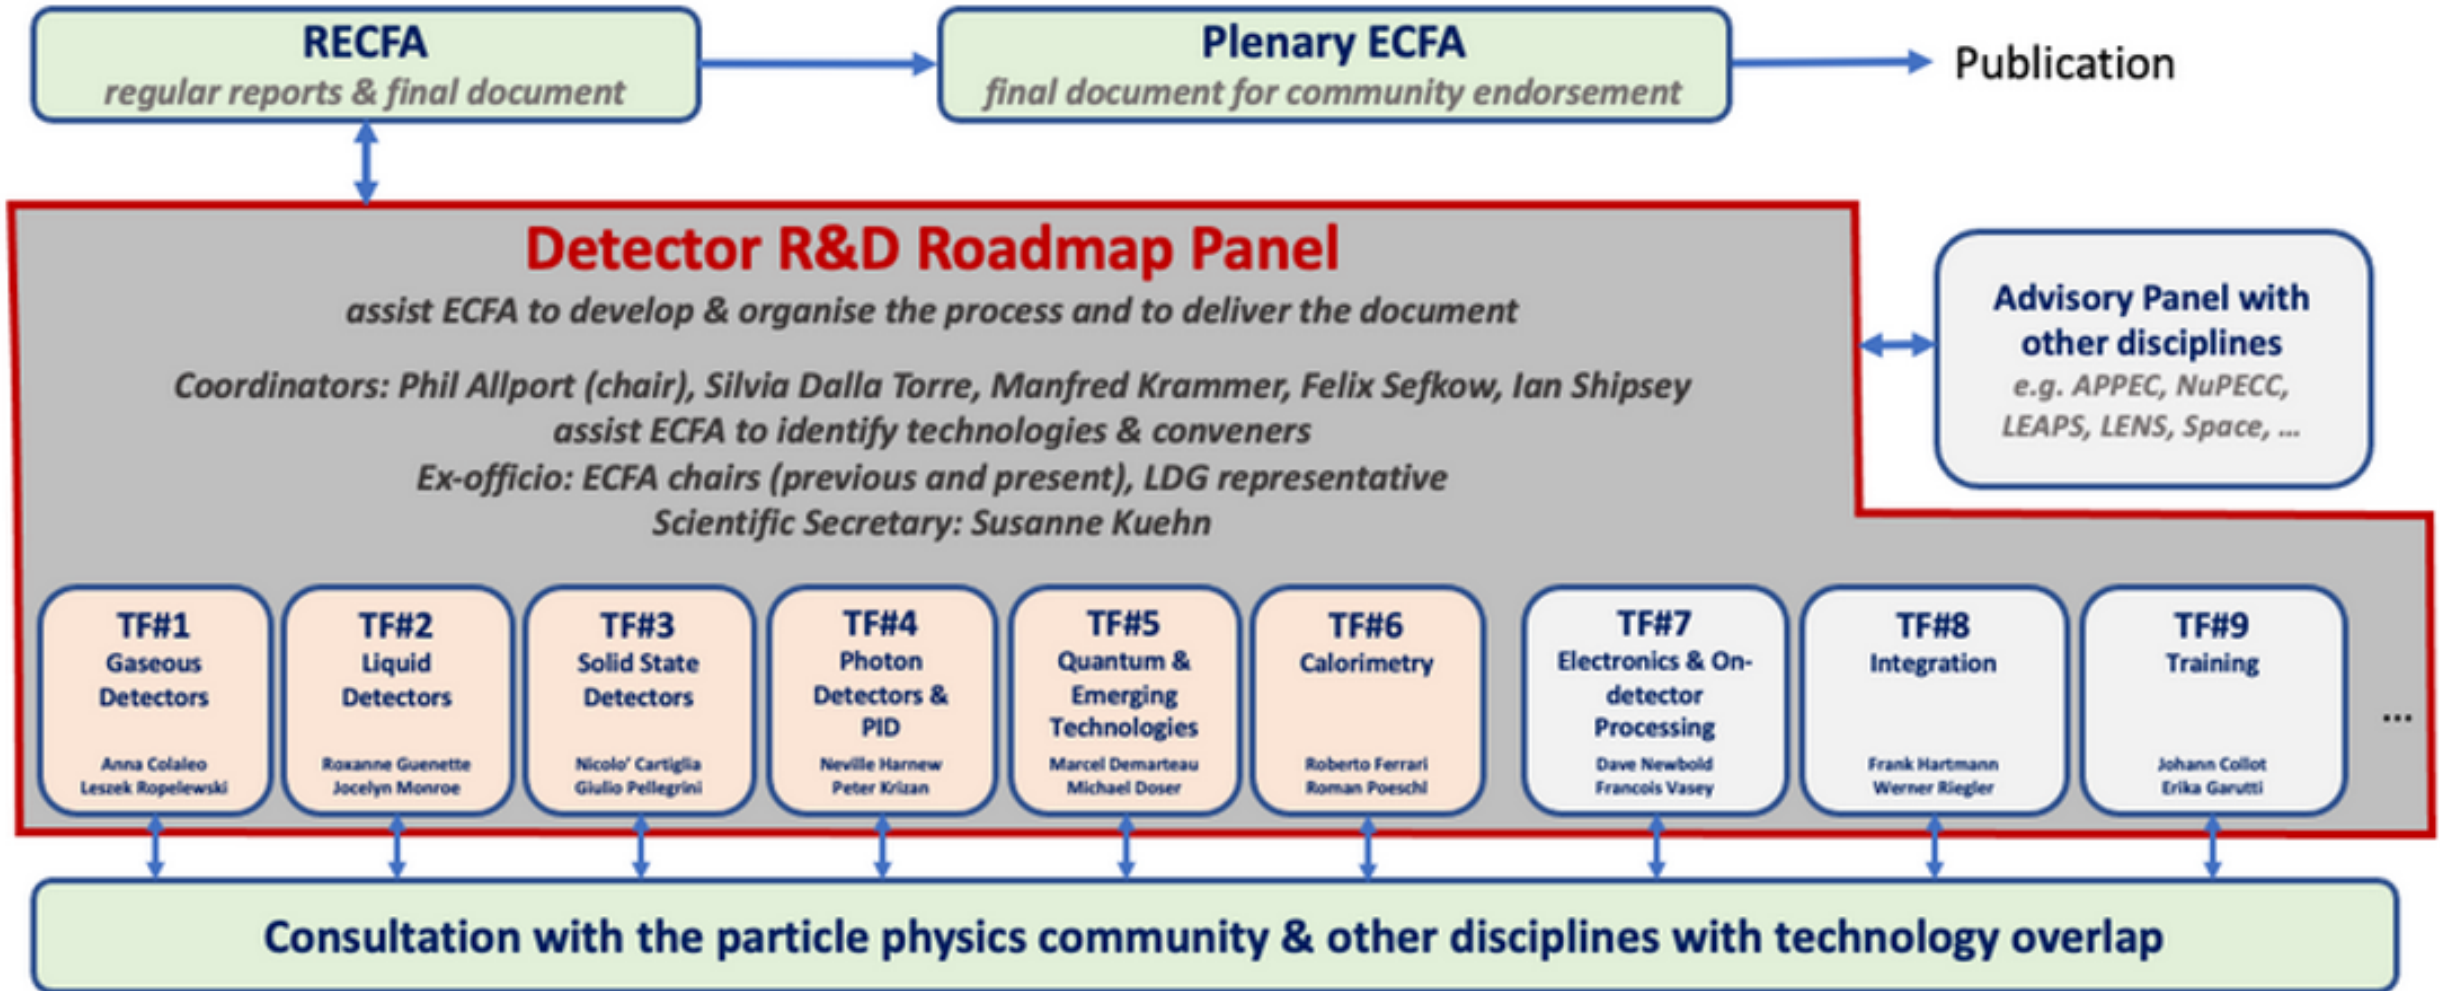 RECFA
regular reports & final document
Plenary ECFA
final document for community endorsement
Publication
Detector R&D Roadmap Panel
assist ECFA to develop & organise the process and to deliver the document
Coordinators: Phil Allport (chair), Silvia Dalla Torre, Manfred Krammer, Felix Sefkow, Ian Shipsey
assist ECFA to identify technologies & conveners
Ex-officio: ECFA chairs (previous and present), LDG representative
Scientific Secretary: Susanne Kuehn
Advisory Panel with
other disciplines
e.g. APPEC, NuPECC,
LEAPS, LENS, Space, ...
TF#1
Gaseous
Detectors
Anna Colaleo
Leszek Ropelewski
TF#2
Liquid
Detectors
Roxanne Guenette
Jocelyn Monroe
TF#3
Solid State
Detectors
Nicolo' Cartiglia
Giulio Pellegrini
TF#4
Photon
Detectors &
PID
Neville Harnew
Peter Krizan
TF#5
Quantum &
Emerging
Technologies
Marcel Demarteau
Michael Doser
TF#6
Calorimetry
Roberto Ferrari
Roman Poeschl
TF#7
Electronics & On-
detector
Processing
Dave Newbold
Francois Vasey
TF#8
Integration
Frank Hartmann
Werner Riegler
TF#9
Training
Johann Collot
Erika Garutti
...
Consultation with the particle physics community & other disciplines with technology overlap